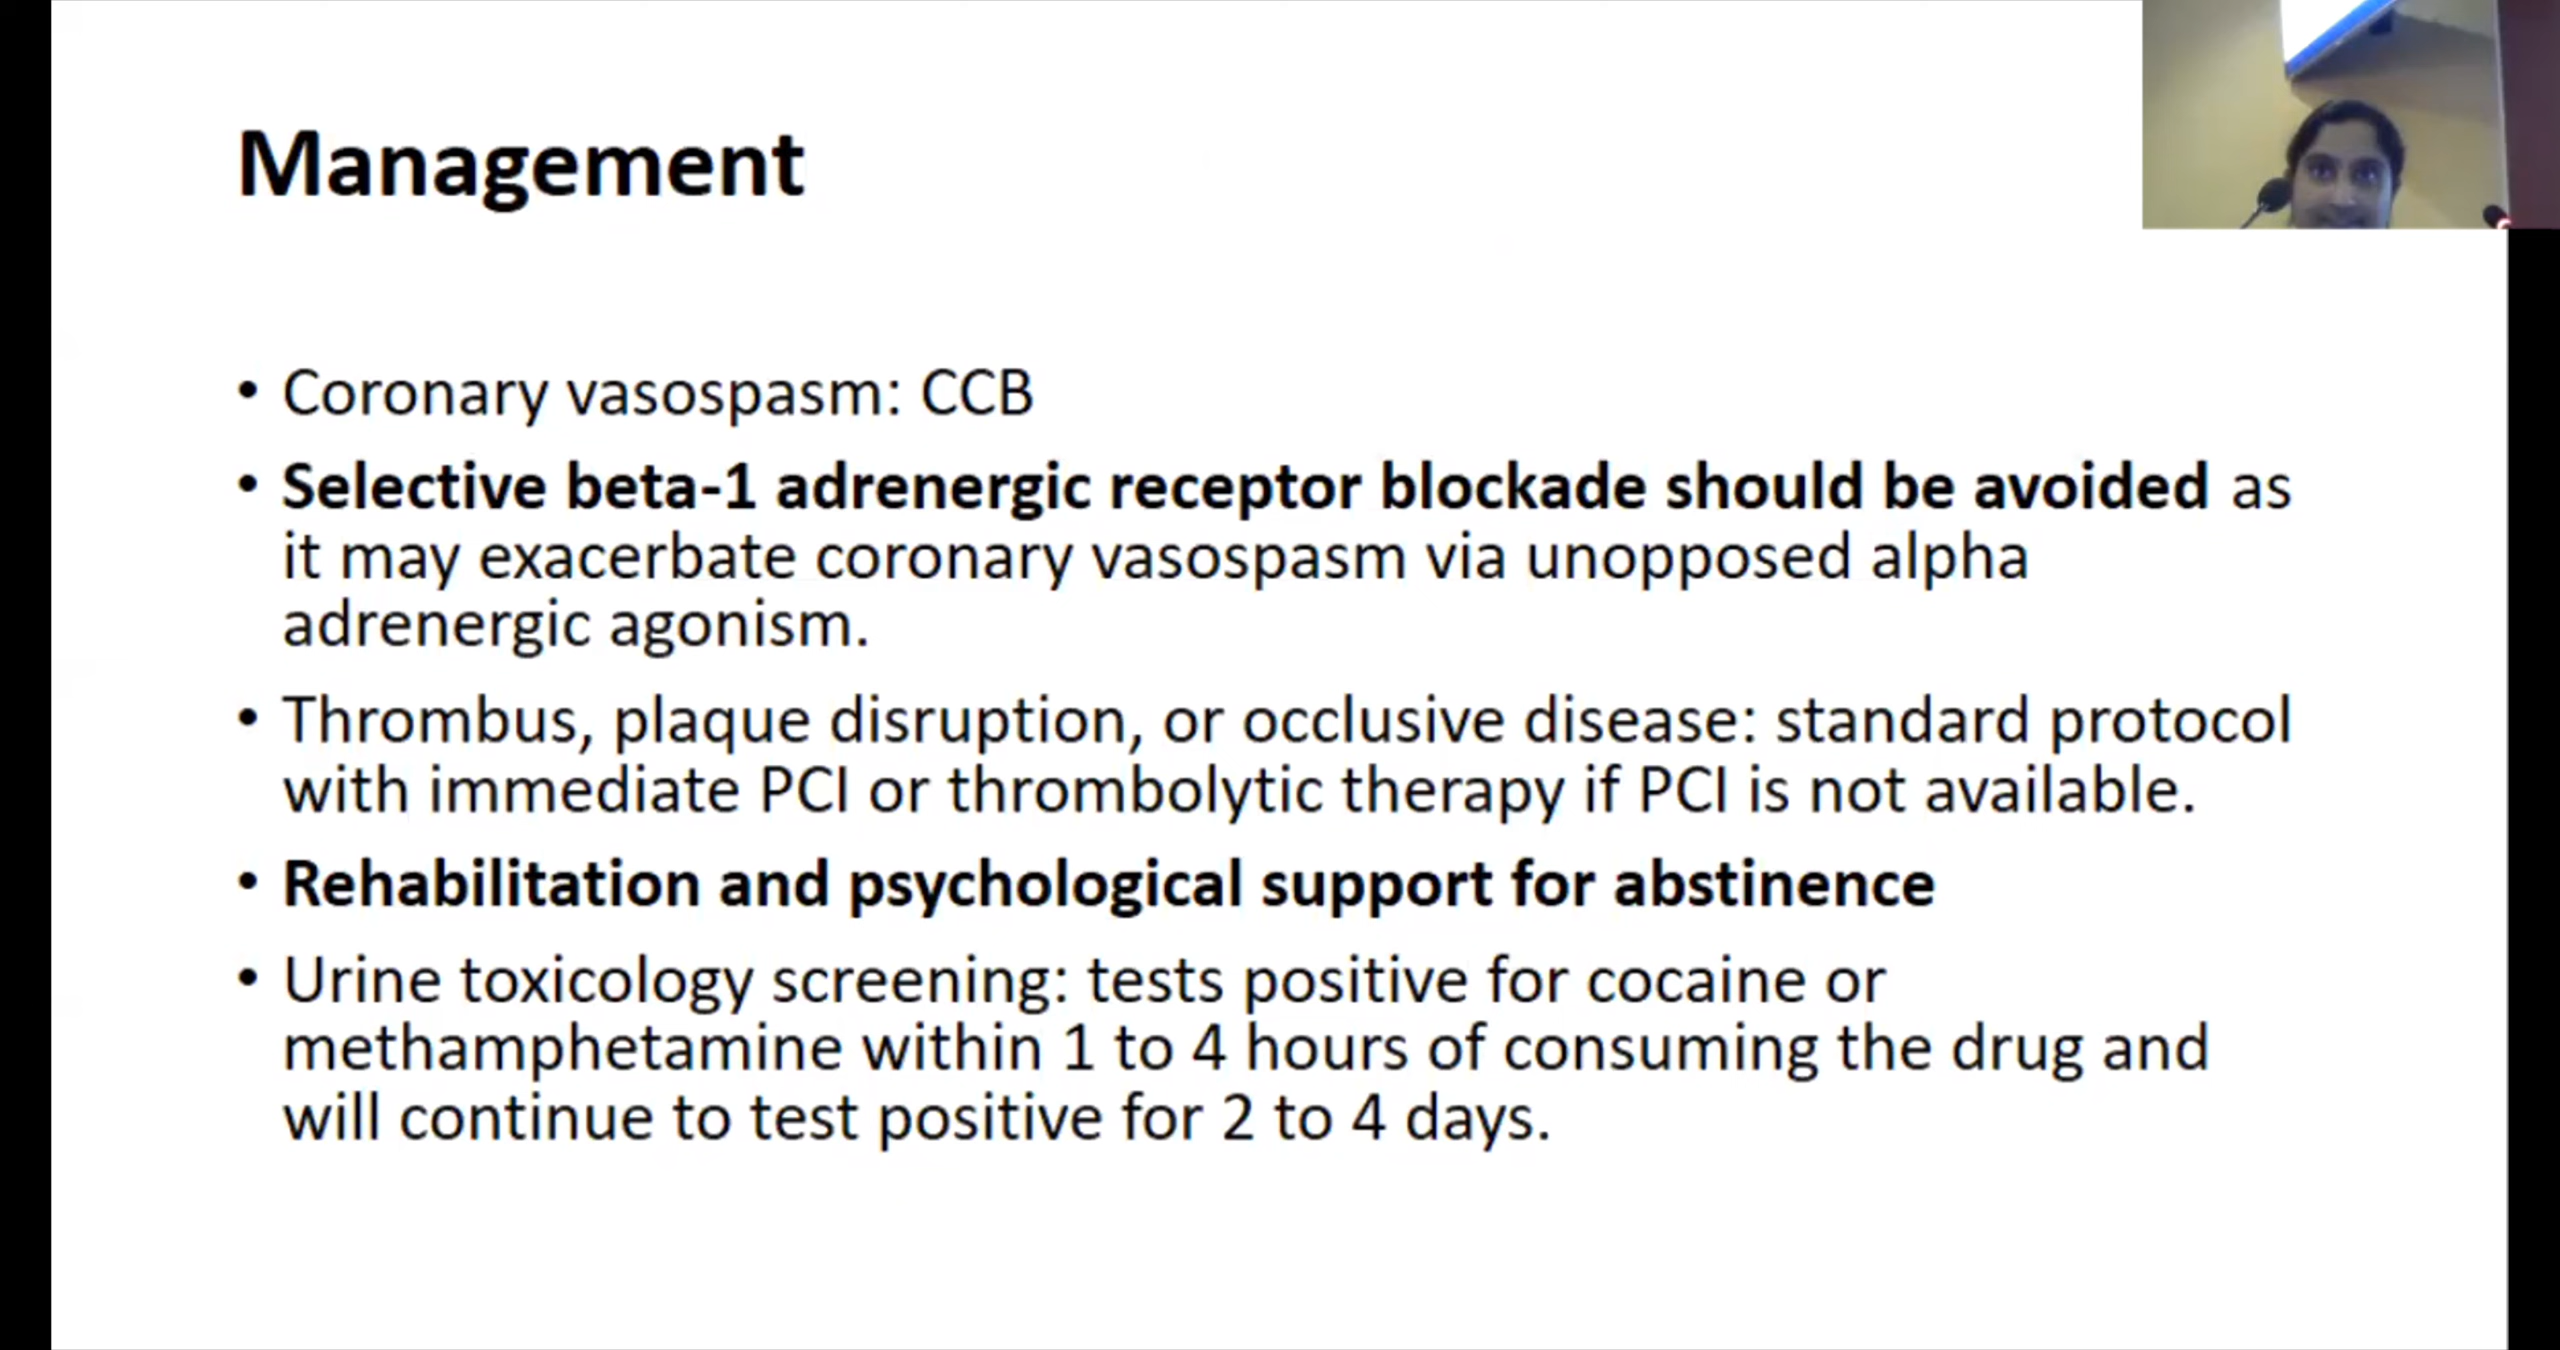 Management
• Coronary vasospasm: CCB
• Selective beta-1 adrenergic receptor blockade should be avoided as
it may exacerbate coronary vasospasm via unopposed alpha
adrenergic agonism.
• Thrombus, plaque disruption, or occlusive disease: standard protocol
with immediate PCI or thrombolytic therapy if PCI is not available.
• Rehabilitation and psychological support for abstinence
• Urine toxicology screening: tests positive for cocaine or
methamphetamine within 1 to 4 hours of consuming the drug and
will continue to test positive for 2 to 4 days.